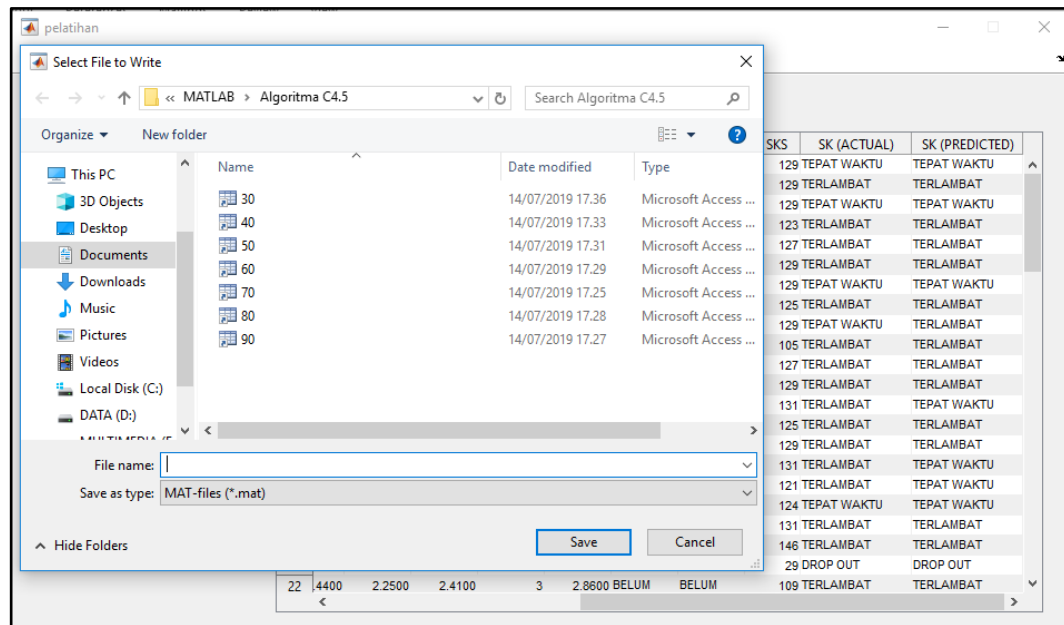 pelatihan
Select File to Write
« MATLAB > Algoritma C4.5
Search Algoritma C4.5
Organize
New folder
This PC
3D Objects
Desktop
Documents
Downloads
Music
Pictures
Videos
Local Disk (C:)
DATA (D:)
Name Date modified Type
30 14/07/2019 17.36 Microsoft Access ...
40 14/07/2019 17.33 Microsoft Access ...
50 14/07/2019 17.31 Microsoft Access ...
60 14/07/2019 17.29 Microsoft Access ...
70 14/07/2019 17.25 Microsoft Access ...
80 14/07/2019 17.28 Microsoft Access ...
90 14/07/2019 17.27 Microsoft Access ...
File name:
Save as type: MAT-files (*.mat)
Hide Folders
Save
Cancel
SKS SK (ACTUAL) SK (PREDICTED)
129 TEPAT WAKTU TEPAT WAKTU
129 TERLAMBAT TERLAMBAT
129 TEPAT WAKTU TEPAT WAKTU
123 TERLAMBAT TERLAMBAT
127 TERLAMBAT TERLAMBAT
129 TERLAMBAT TERLAMBAT
129 TEPAT WAKTU TEPAT WAKTU
125 TERLAMBAT TERLAMBAT
129 TEPAT WAKTU TERLAMBAT
105 TERLAMBAT TERLAMBAT
127 TERLAMBAT TERLAMBAT
129 TERLAMBAT TERLAMBAT
131 TERLAMBAT TEPAT WAKTU
125 TERLAMBAT TERLAMBAT
129 TERLAMBAT TERLAMBAT
131 TERLAMBAT TEPAT WAKTU
121 TERLAMBAT TEPAT WAKTU
124 TEPAT WAKTU TEPAT WAKTU
131 TERLAMBAT TERLAMBAT
146 TERLAMBAT TERLAMBAT
29 DROP OUT DROP OUT
22 .4400 2.2500 2.4100 3 2.8600 BELUM BELUM 109 TERLAMBAT TERLAMBAT